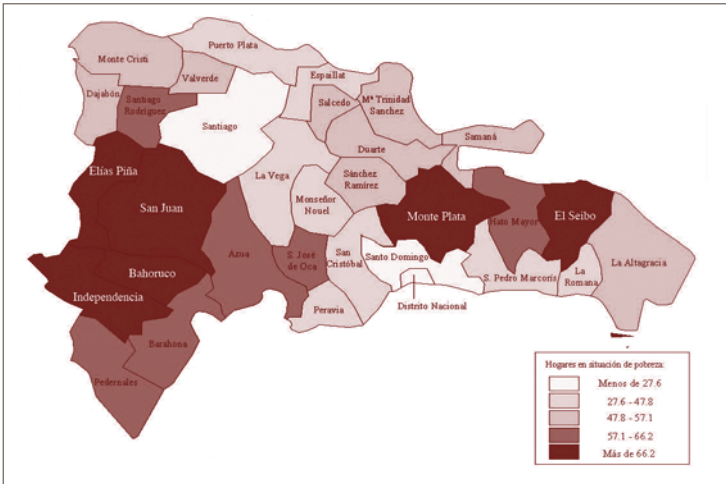 Puerto Plata
Monte Cristi
Valverde
Espaillat
Dajabón
Santiago
Rodríguez
Salcedo
Mª Trinidad
Sanchez
Santiago
Samaná
Duarte
Elías Piña
La Vega
Sánchez
Ramírez
San Juan
Monseñor
Nouel
Monte Plata
Hato Mayor
El Seibo
Azua
S. José
de Oca
San
Cristóbal
Santo Domingo
La Altagracia
Bahoruco
S. Pedro Marcorís
La
Romana
Independencia
Peravia
Distrito Nacional
Barahona
Pedernales
Hogares en situación de pobreza:
Menos de 27.6
27.6 - 47.8
47.8 - 57.1
57.1 - 66.2
Más de 66.2